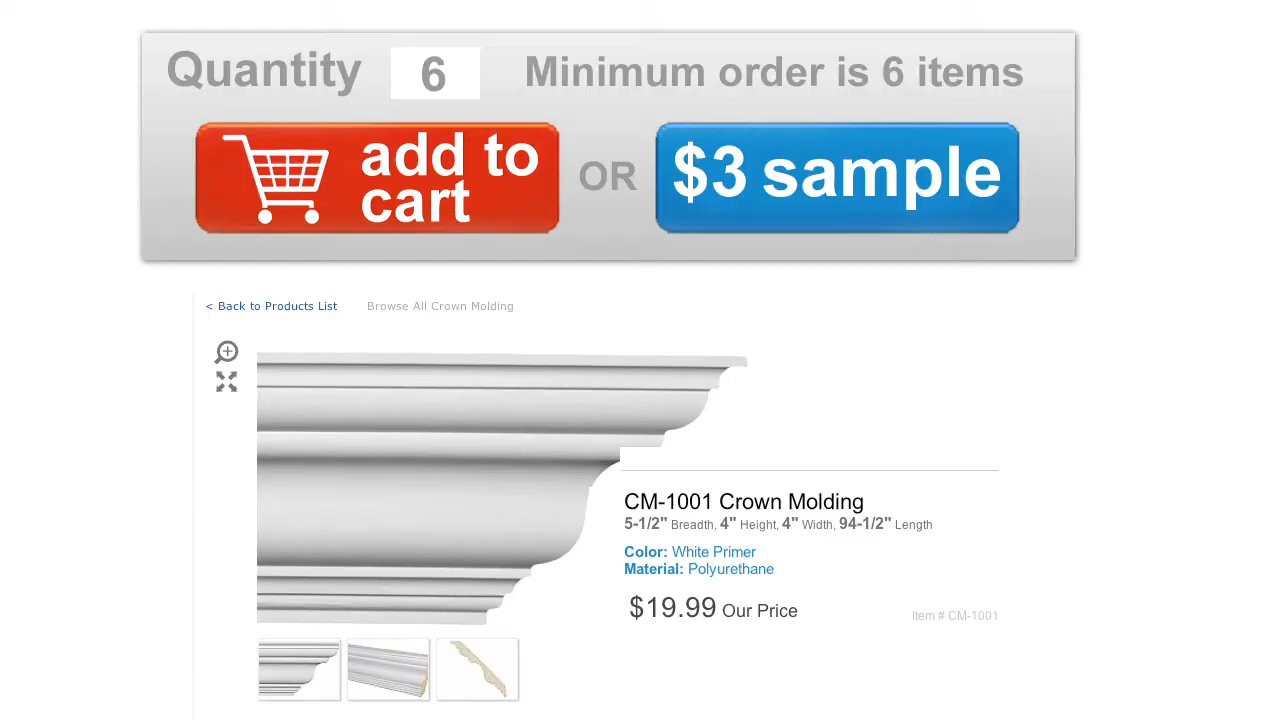 Quantity 6 Minimum order is 6 items
add to
cart
OR
$3 sample
< Back to Products List Browse All Crown Molding
CM-1001 Crown Molding
5-1/2" Breadth, 4" Height, 4" Width, 94-1/2" Length
Color: White Primer
Material: Polyurethane
$19.99 Our Price
Item # CM-1001